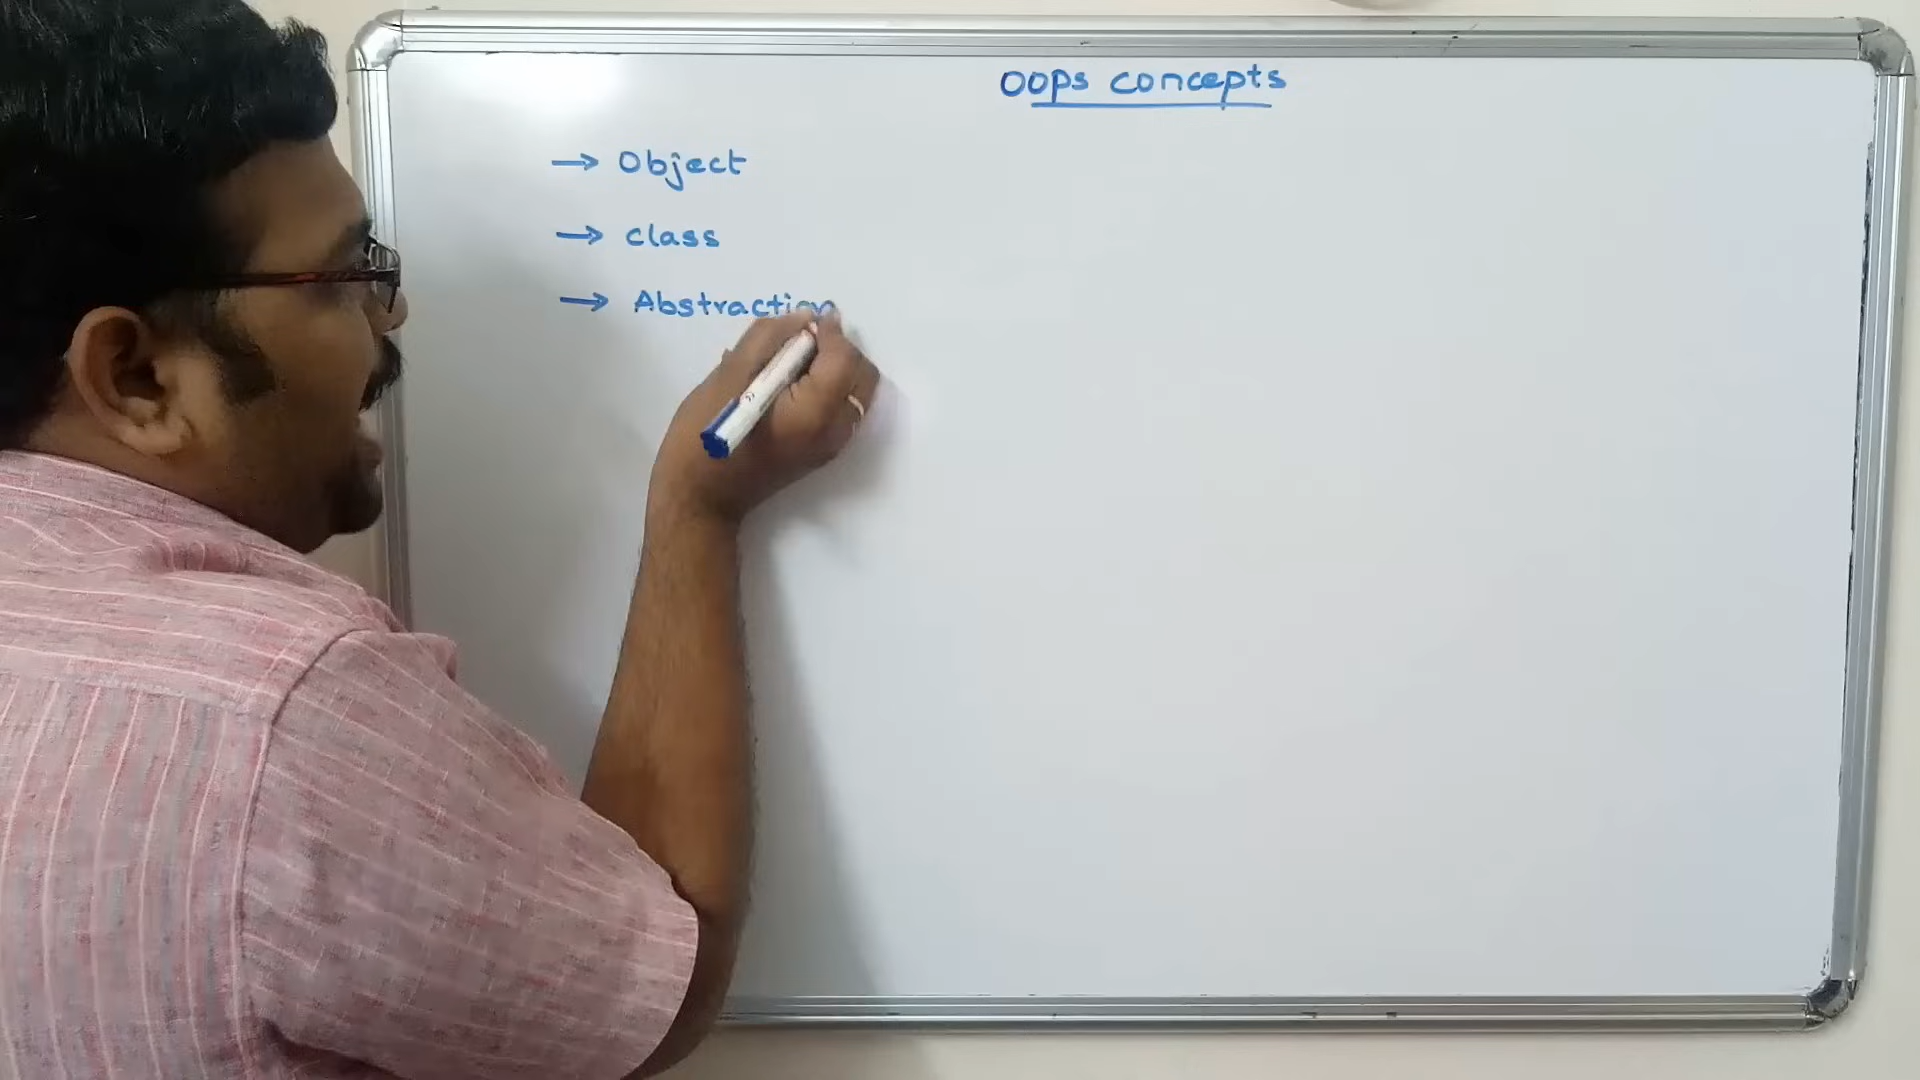 OOPs concepts
→ Object
→ class
→ Abstraction